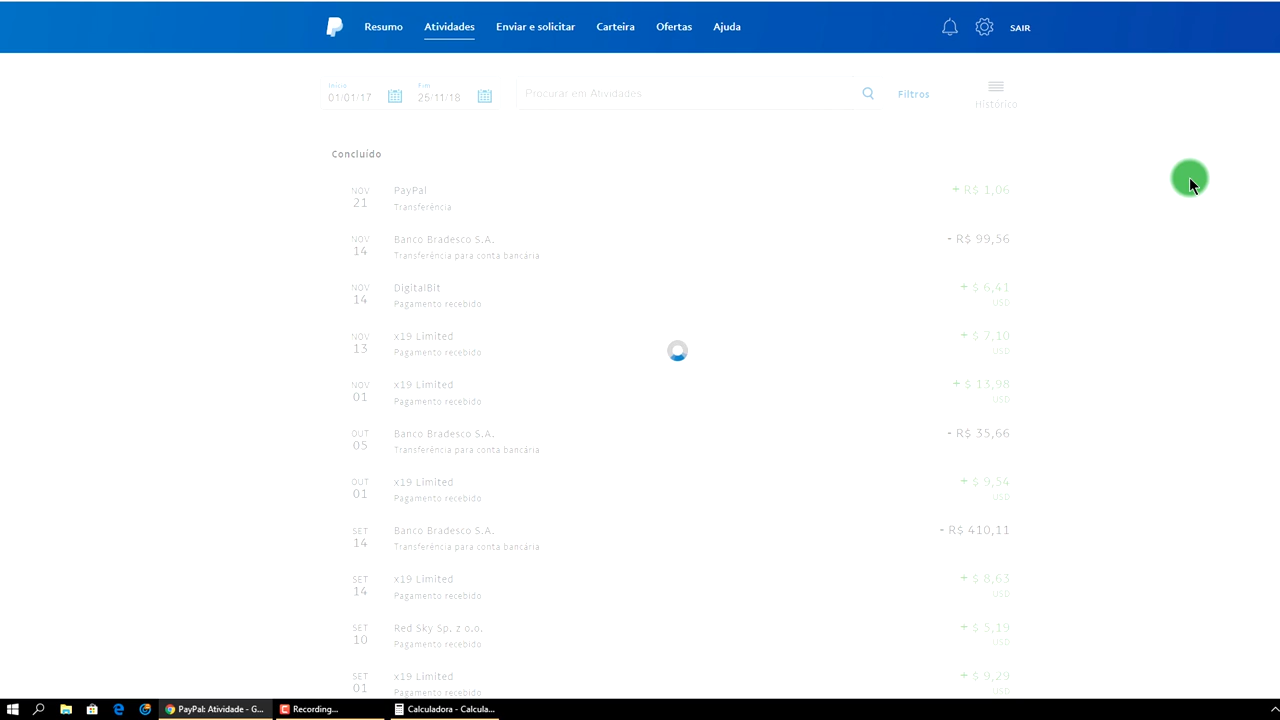 Resumo Atividades Enviar e solicitar Carteira Ofertas Ajuda SAIR
Início Fim
01/01/17 25/11/18 Procurar em Atividades Filtros Histórico
Concluído
NOV 21 PayPal + R$ 1,06
Transferência
NOV 14 Banco Bradesco S.A. - R$ 99,56
Transferência para conta bancária
NOV 14 DigitalBit + $ 6,41
Pagamento recebido USD
NOV 13 x19 Limited + $ 7,10
Pagamento recebido USD
NOV 01 x19 Limited + $ 13,98
Pagamento recebido USD
OUT 05 Banco Bradesco S.A. - R$ 35,66
Transferência para conta bancária
OUT 01 x19 Limited + $ 9,54
Pagamento recebido USD
SET 14 Banco Bradesco S.A. - R$ 410,11
Transferência para conta bancária
SET 14 x19 Limited + $ 8,63
Pagamento recebido USD
SET 10 Red Sky Sp. z o.o. + $ 5,19
Pagamento recebido USD
SET 01 x19 Limited + $ 9,29
Pagamento recebido USD
PayPal: Atividade - G... Recording... Calculadora - Calcula...